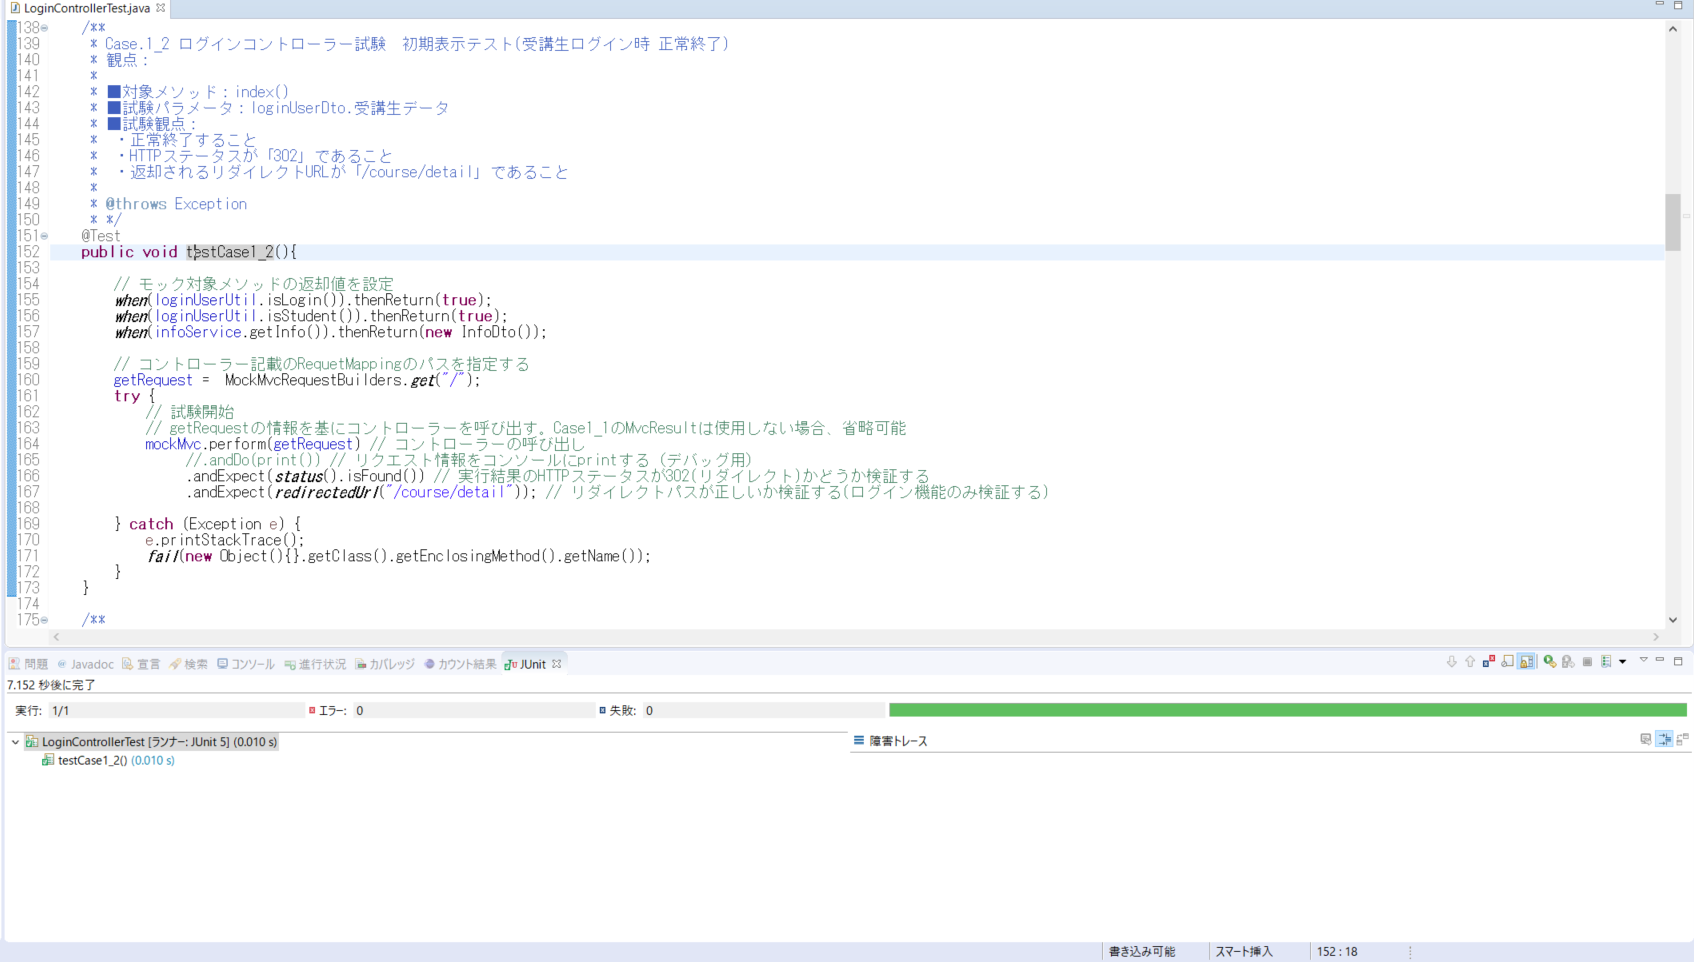 LoginControllerTest.java
138 /**
139 * Case.1_2 ログインコントローラー試験　初期表示テスト(受講生ログイン時 正常終了)
140 * 観点：
141 *
142 * ■対象メソッド：index()
143 * ■試験パラメータ：loginUserDto.受講生データ
144 * ■試験観点：
145 * ・正常終了すること
146 * ・HTTPステータスが「302」であること
147 * ・返却されるリダイレクトURLが「/course/detail」であること
148 *
149 * @throws Exception
150 * */
151 @Test
152 public void testCase1_2(){
153
154 // モック対象メソッドの返却値を設定
155 when(loginUserUtil.isLogin()).thenReturn(true);
156 when(loginUserUtil.isStudent()).thenReturn(true);
157 when(infoService.getInfo()).thenReturn(new InfoDto());
158
159 // コントローラー記載のRequetMappingのパスを指定する
160 getRequest =  MockMvcRequestBuilders.get("/");
161 try {
162 // 試験開始
163 // getRequestの情報を基にコントローラーを呼び出す。Case1_1のMvcResultは使用しない場合、省略可能
164 mockMvc.perform(getRequest) // コントローラーの呼び出し
165 //.andDo(print()) // リクエスト情報をコンソールにprintする（デバッグ用）
166 .andExpect(status().isFound()) // 実行結果のHTTPステータスが302(リダイレクト)かどうか検証する
167 .andExpect(redirectedUrl("/course/detail")); // リダイレクトパスが正しいか検証する(ログイン機能のみ検証する)
168
169 } catch (Exception e) {
170 e.printStackTrace();
171 fail(new Object(){}.getClass().getEnclosingMethod().getName());
172 }
173 }
174
175 /**
問題 Javadoc 宣言 検索 コンソール 進行状況 カバレッジ カウント結果 JUnit
7.152 秒後に完了
実行: 1/1 エラー: 0 失敗: 0
LoginControllerTest [ランナー: JUnit 5] (0.010 s) 障害トレース
testCase1_2() (0.010 s)
書き込み可能 スマート挿入 152 : 18